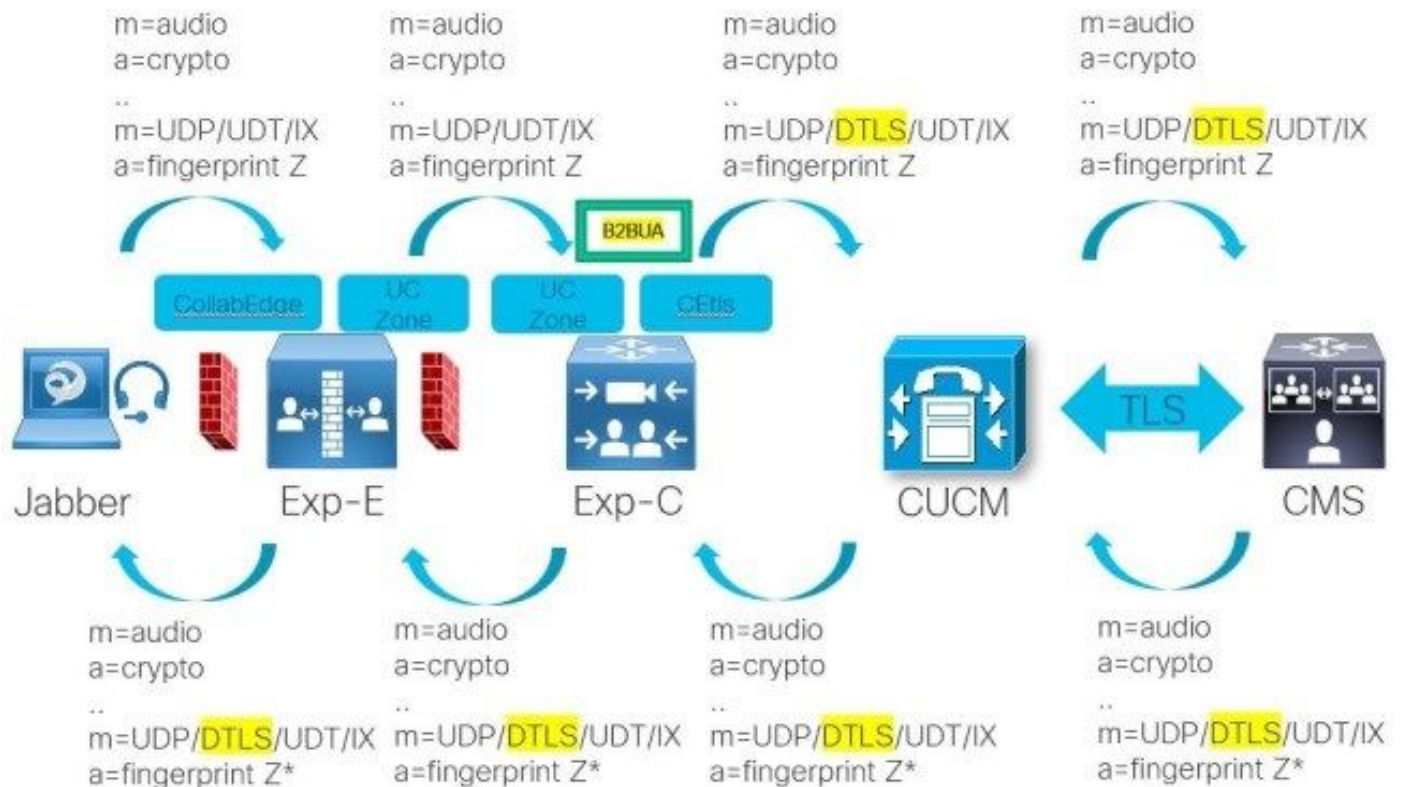 m=audio
a=crypto
..
m=UDP/UDT/IX
a=fingerprint Z
m=audio
a=crypto
..
m=UDP/UDT/IX
a=fingerprint Z
m=audio
a=crypto
..
m=UDP/DTLS/UDT/IX
a=fingerprint Z
m=audio
a=crypto
..
m=UDP/DTLS/UDT/IX
a=fingerprint Z
B2BUA
CollabEdge
UC
Zone
UC
Zone
CEtls
TLS
Jabber
Exp-E
Exp-C
CUCM
CMS
m=audio
a=crypto
..
m=UDP/DTLS/UDT/IX
a=fingerprint Z*
m=audio
a=crypto
..
m=UDP/DTLS/UDT/IX
a=fingerprint Z*
m=audio
a=crypto
..
m=UDP/DTLS/UDT/IX
a=fingerprint Z*
m=audio
a=crypto
..
m=UDP/DTLS/UDT/IX
a=fingerprint Z*